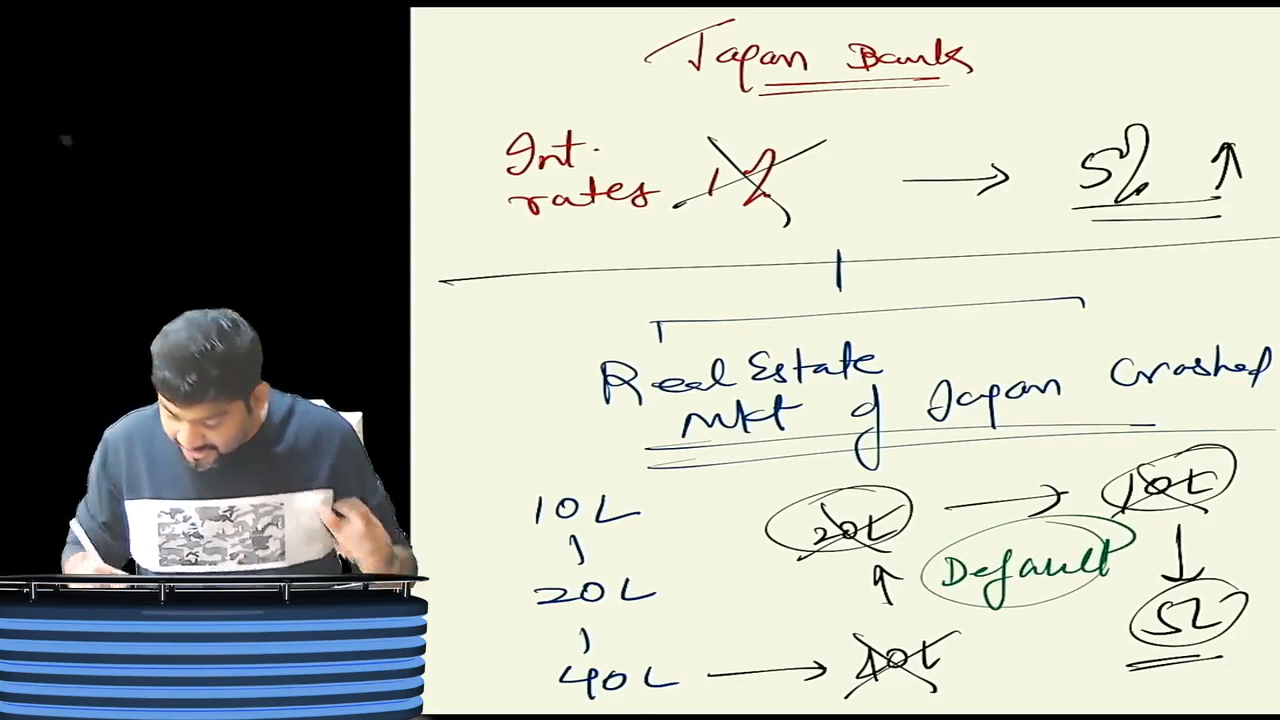 Japan Bank
Int. rates 1% → 5% ↑
Real Estate
Mkt of Japan Crashed
10L
20L → 10L
20L
Default
5L
40L → 40L